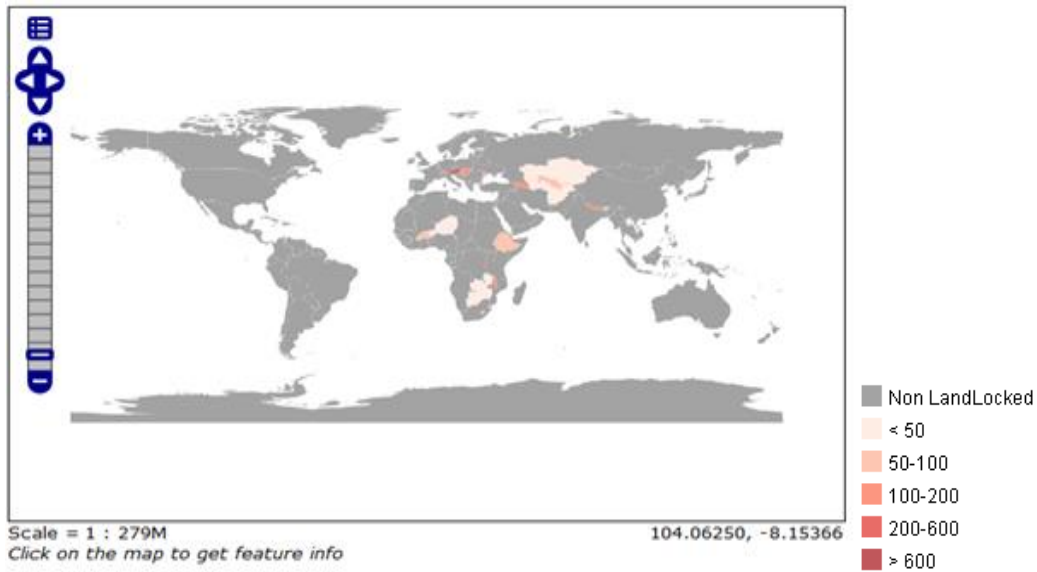 Non LandLocked
< 50
50-100
100-200
200-600
> 600
Scale = 1 : 279M
104.06250, -8.15366
Click on the map to get feature info